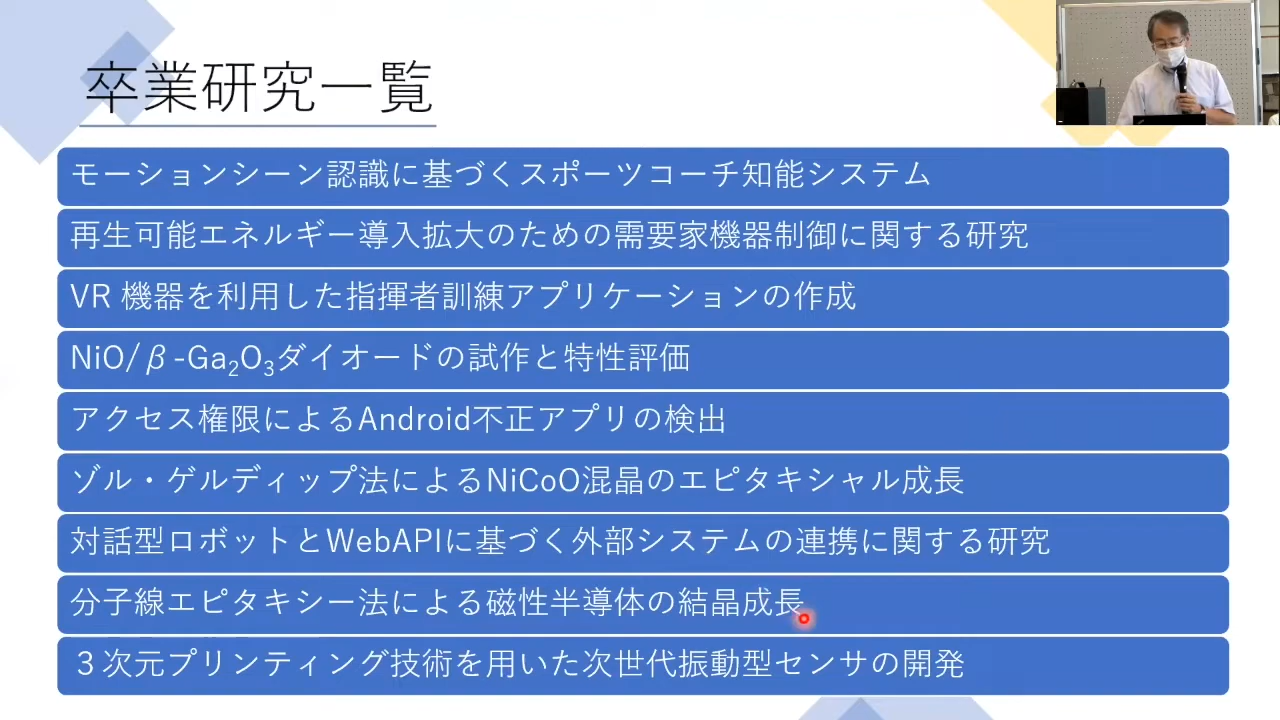 卒業研究一覧
モーションシーン認識に基づくスポーツコーチ知能システム
再生可能エネルギー導入拡大のための需要家機器制御に関する研究
VR 機器を利用した指揮者訓練アプリケーションの作成
NiO/β-Ga₂O₃ダイオードの試作と特性評価
アクセス権限によるAndroid不正アプリの検出
ゾル・ゲルディップ法によるNiCoO混晶のエピタキシャル成長
対話型ロボットとWebAPIに基づく外部システムの連携に関する研究
分子線エピタキシー法による磁性半導体の結晶成長
３次元プリンティング技術を用いた次世代振動型センサの開発